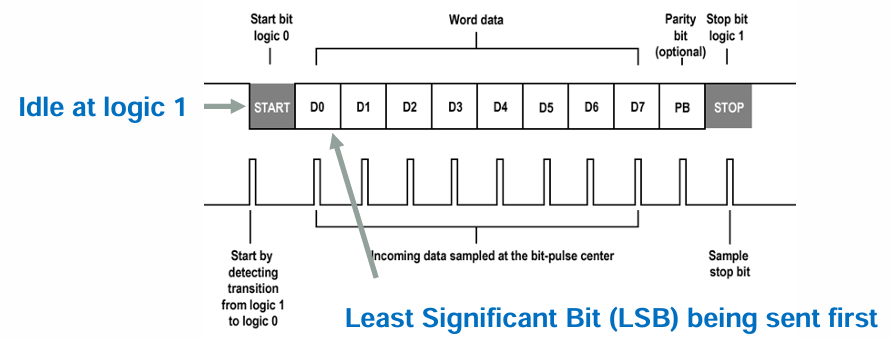 Start bit
logic 0
Word data
Parity
bit
(optional)
Stop bit
logic 1
Idle at logic 1
START
D0
D1
D2
D3
D4
D5
D6
D7
PB
STOP
Start by
detecting
transition
from logic 1
to logic 0
Incoming data sampled at the bit-pulse center
Sample
stop bit
Least Significant Bit (LSB) being sent first